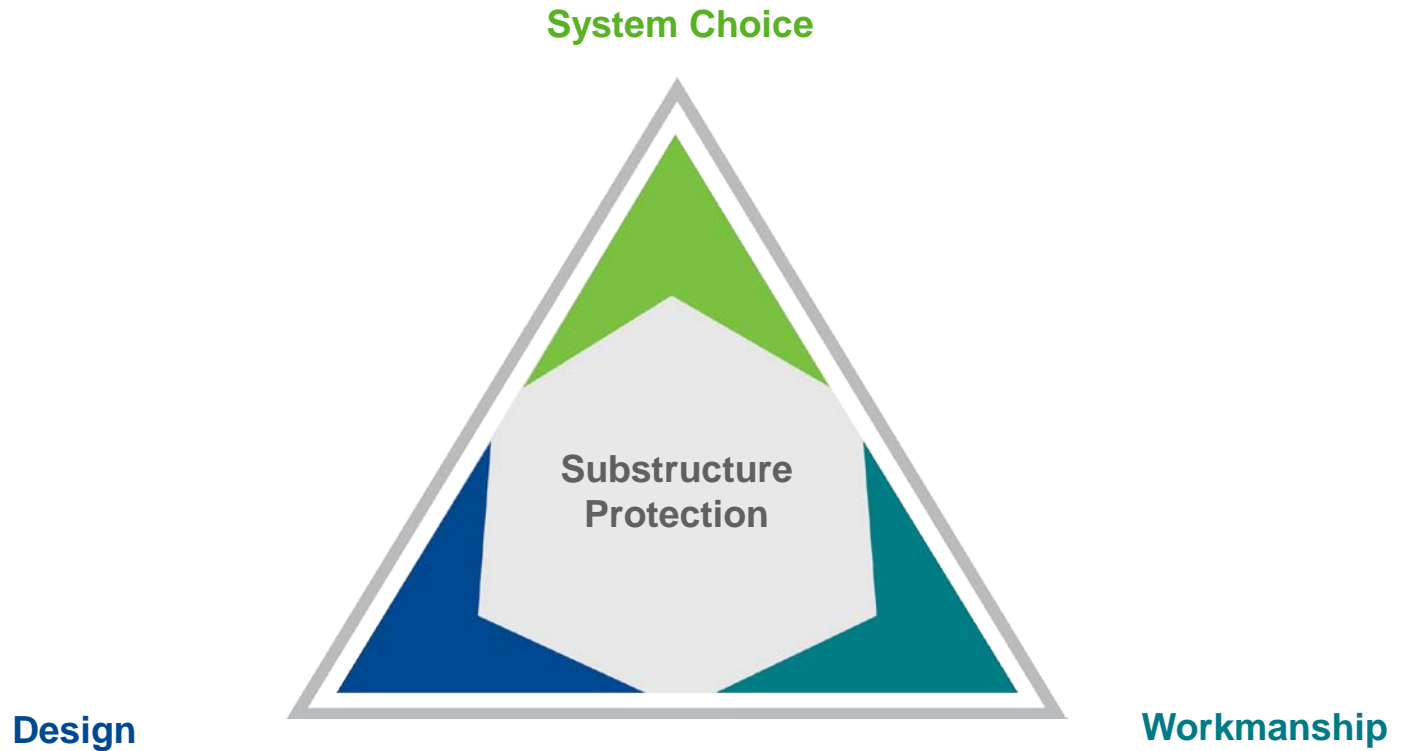 System Choice
Substructure
Protection
Design
Workmanship